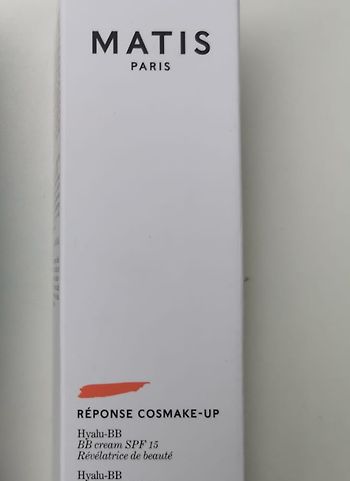 MATIS
PARIS
RÉPONSE COSMAKE-UP
Hyalu-BB
BB cream SPF 15
Révélatrice de beauté
Hyalu-BB